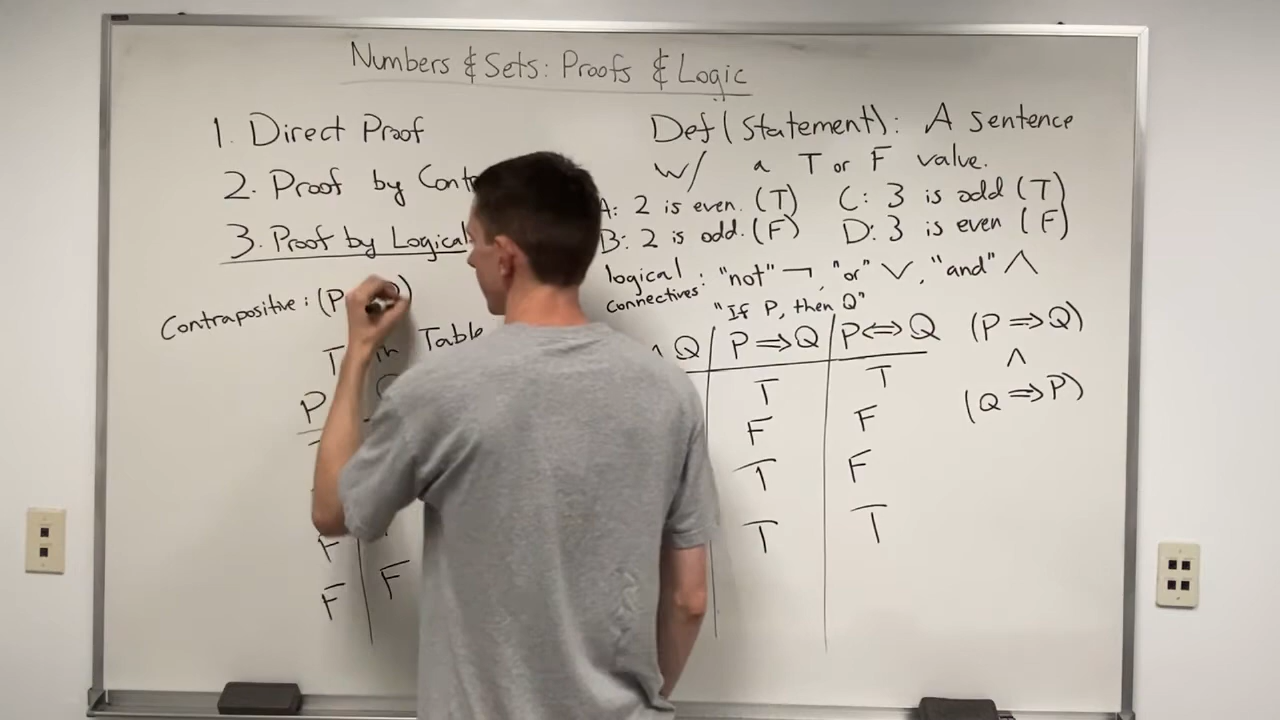 Numbers & Sets: Proofs & Logic
1. Direct Proof
2. Proof by
3. Proof by Logical
Contrapositive: (P
Table
P
F
F | F
Def (Statement): A sentence
w/ a T or F value.
A: 2 is even. (T) C: 3 is odd (T)
B: 2 is odd. (F) D: 3 is even (F)
logical connectives: "not" ¬, "or" ∨, "and" ∧
"If P, then Q"
Q | P ⇒ Q | P ⇔ Q (P ⇒ Q)
∧
(Q ⇒ P)
T | T
F | F
T | F
T | T